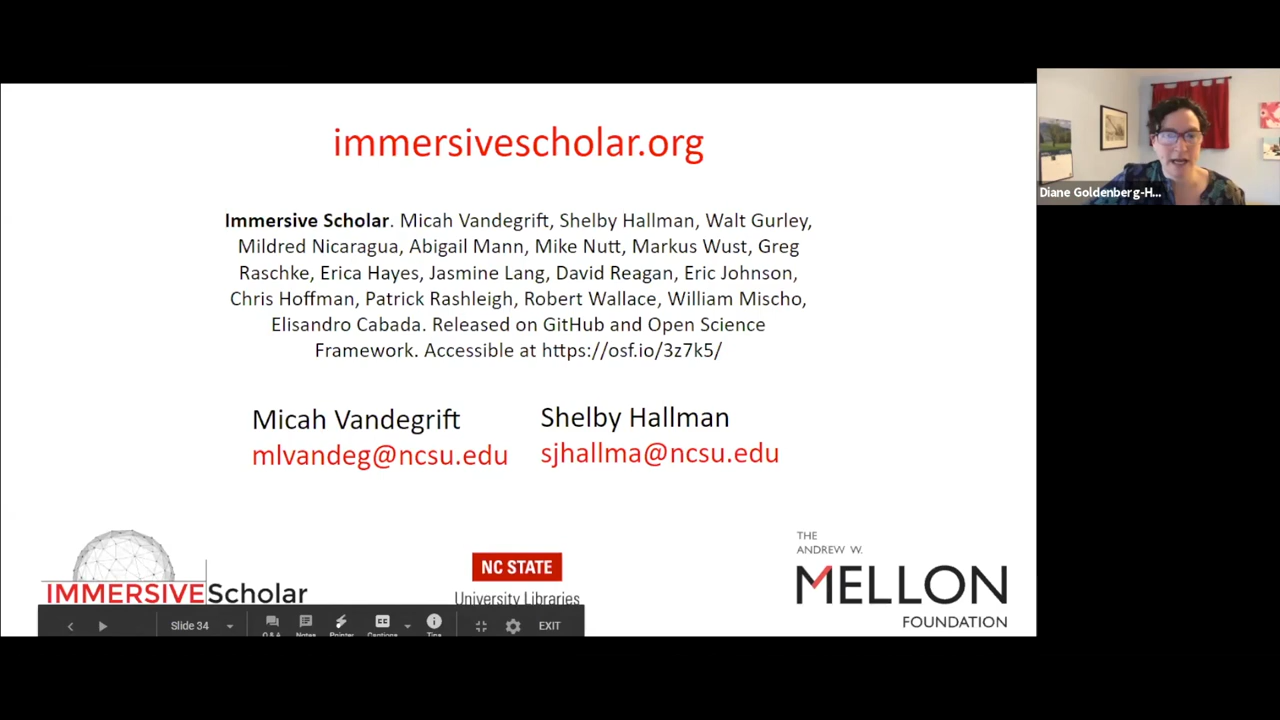 immersivescholar.org
Immersive Scholar. Micah Vandegrift, Shelby Hallman, Walt Gurley,
Mildred Nicaragua, Abigail Mann, Mike Nutt, Markus Wust, Greg
Raschke, Erica Hayes, Jasmine Lang, David Reagan, Eric Johnson,
Chris Hoffman, Patrick Rashleigh, Robert Wallace, William Mischo,
Elisandro Cabada. Released on GitHub and Open Science
Framework. Accessible at https://osf.io/3z7k5/
Micah Vandegrift
mlvandeg@ncsu.edu
Shelby Hallman
sjhallma@ncsu.edu
IMMERSIVEScholar
NC STATE
University Libraries
THE
ANDREW W.
MELLON
FOUNDATION
Slide 34
Q & A
Notes
Pointer
Captions
Tips
EXIT
Diane Goldenberg-H...